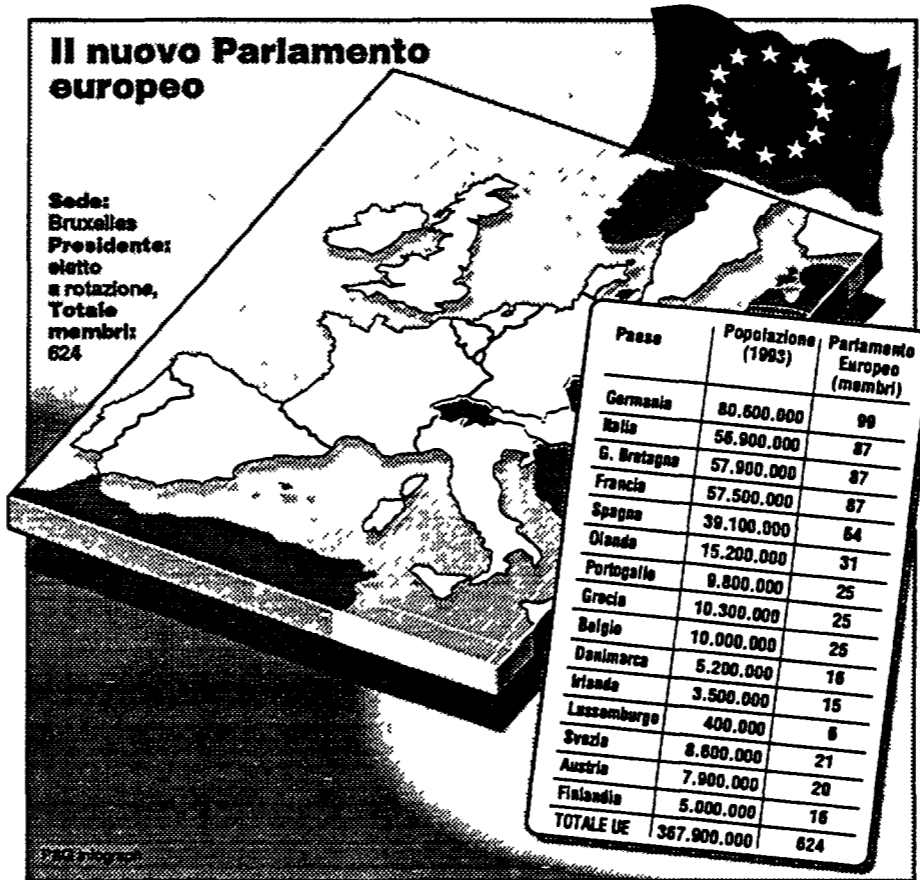 Il nuovo Parlamento
europeo
Sede:
Bruxelles
Presidente:
eletto
a rotazione,
Totale
membri:
624
Paese Popolazione (1993) Parlamento Europeo (membri)
Germania 80.600.000 99
Italia 56.900.000 87
G. Bretagna 57.900.000 87
Francia 57.500.000 87
Spagna 39.100.000 64
Olanda 15.200.000 31
Portogallo 9.800.000 25
Grecia 10.300.000 25
Belgio 10.000.000 25
Danimarca 5.200.000 16
Irlanda 3.500.000 15
Lussemburgo 400.000 6
Svezia 8.600.000 21
Austria 7.900.000 20
Finlandia 5.000.000 16
TOTALE UE 367.900.000 624
P&G Infograph